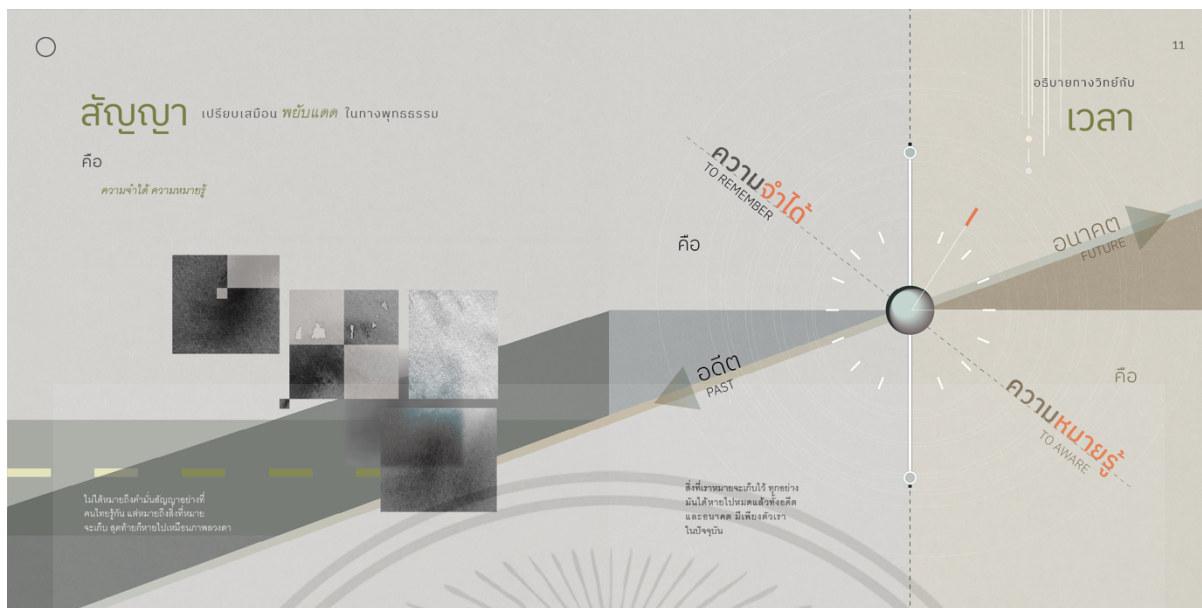 สัญญา เปรียบเสมือน พยับแดด ในทางพุทธธรรม
คือ
ความจำได้ ความหมายรู้
ไม่ได้หมายถึงคำมั่นสัญญาอย่างที่
คนไทยรู้กัน แต่หมายถึงสิ่งที่หมาย
จะเก็บ สุดท้ายก็หายไปเหมือนภาพลวงตา
11
อธิบายทางวิทย์กับ
เวลา
ความจำได้
TO REMEMBER
คือ
อนาคต
FUTURE
อดีต
PAST
คือ
ความหมายรู้
TO AWARE
สิ่งที่เราหมายจะเก็บไว้ ทุกอย่าง
มันได้หายไปหมดแล้วทั้งอดีต
และอนาคต มีเพียงตัวเรา
ในปัจจุบัน